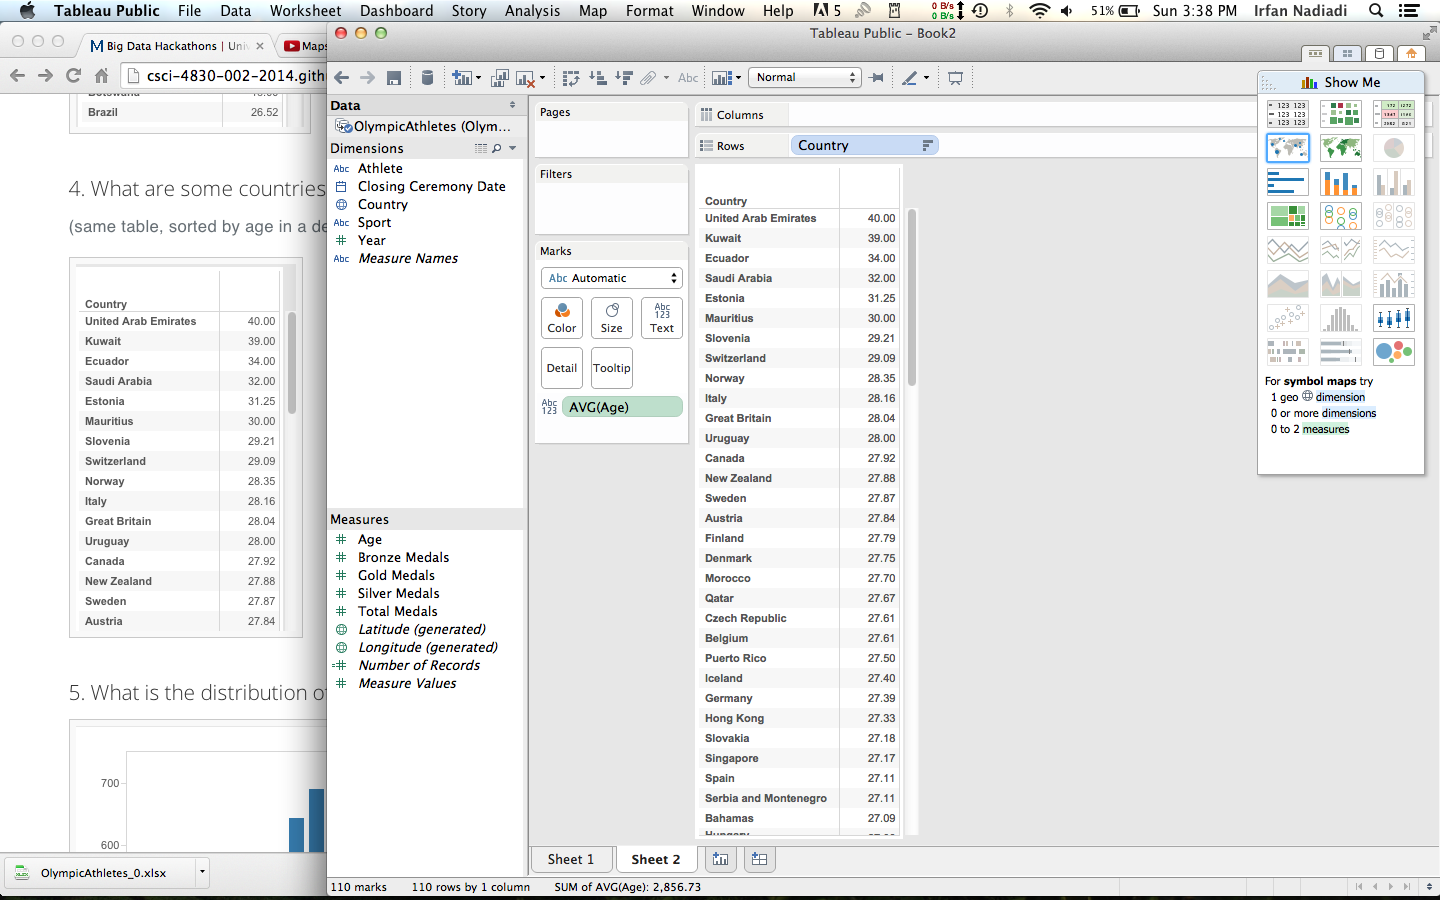 Tableau Public File Data Worksheet Dashboard Story Analysis Map Format Window Help 5 0 B/s 0 B/s 51% Sun 3:38 PM Irfan Nadiadi
Big Data Hackathons | Univ × Maps
csci-4830-002-2014.gith
Brazil 26.52
4. What are some countries
(same table, sorted by age in a de
Country
United Arab Emirates 40.00
Kuwait 39.00
Ecuador 34.00
Saudi Arabia 32.00
Estonia 31.25
Mauritius 30.00
Slovenia 29.21
Switzerland 29.09
Norway 28.35
Italy 28.16
Great Britain 28.04
Uruguay 28.00
Canada 27.92
New Zealand 27.88
Sweden 27.87
Austria 27.84
5. What is the distribution of
700
600
OlympicAthletes_0.xlsx
Tableau Public - Book2
Abc Normal
Data
OlympicAthletes (Olym...
Dimensions
Abc Athlete
Closing Ceremony Date
Country
Abc Sport
Year
Abc Measure Names
Measures
Age
Bronze Medals
Gold Medals
Silver Medals
Total Medals
Latitude (generated)
Longitude (generated)
Number of Records
Measure Values
Pages
Filters
Marks
Abc Automatic
Color Size Abc 123 Text
Detail Tooltip
Abc 123 AVG(Age)
Columns
Rows Country
Country
United Arab Emirates 40.00
Kuwait 39.00
Ecuador 34.00
Saudi Arabia 32.00
Estonia 31.25
Mauritius 30.00
Slovenia 29.21
Switzerland 29.09
Norway 28.35
Italy 28.16
Great Britain 28.04
Uruguay 28.00
Canada 27.92
New Zealand 27.88
Sweden 27.87
Austria 27.84
Finland 27.79
Denmark 27.75
Morocco 27.70
Qatar 27.67
Czech Republic 27.61
Belgium 27.61
Puerto Rico 27.50
Iceland 27.40
Germany 27.39
Hong Kong 27.33
Slovakia 27.18
Singapore 27.17
Spain 27.11
Serbia and Montenegro 27.11
Bahamas 27.09
Show Me
For symbol maps try
1 geo dimension
0 or more dimensions
0 to 2 measures
Sheet 1 Sheet 2
110 marks 110 rows by 1 column SUM of AVG(Age): 2,856.73